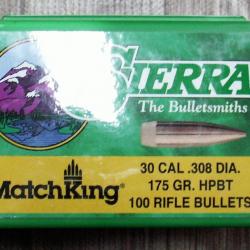 SIERRA
The Bulletsmiths
MatchKing
30 CAL .308 DIA.
175 GR. HPBT
100 RIFLE BULLETS